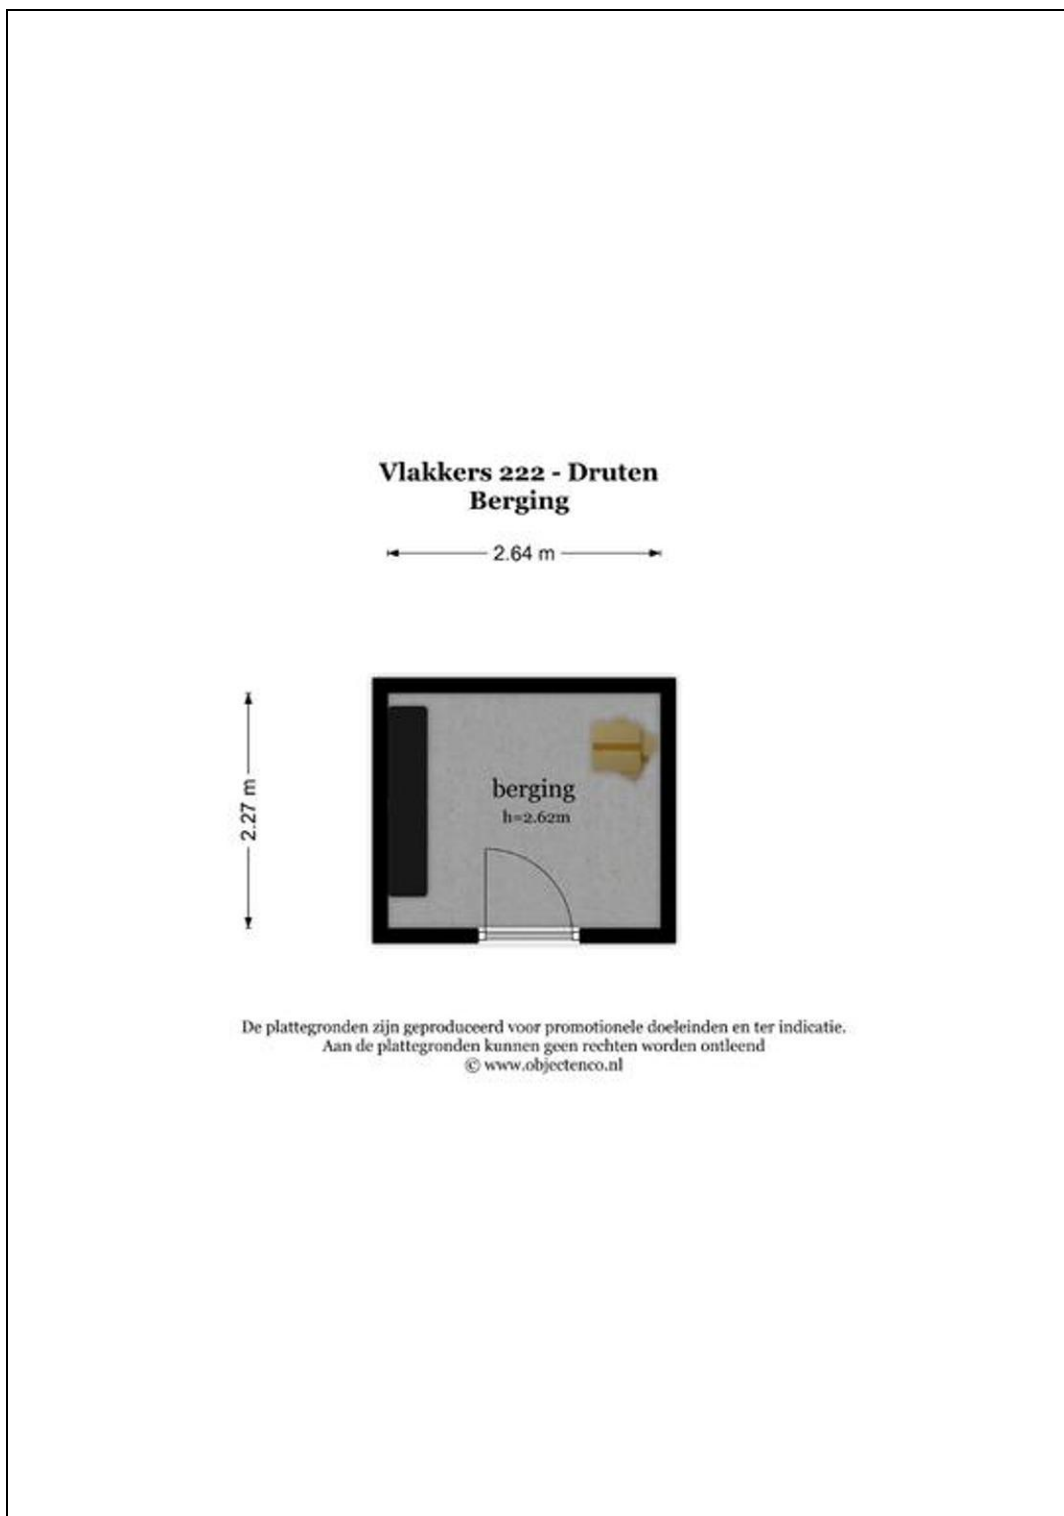 Vlakkers 222 - Druten
Berging
2.64 m
2.27 m
berging
h=2.62m
De plattegronden zijn geproduceerd voor promotionele doeleinden en ter indicatie.
Aan de plattegronden kunnen geen rechten worden ontleend
© www.objectenco.nl